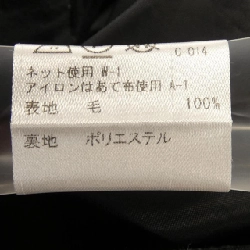 C 014
ネット使用 W-1
アイロンはあて布使用 A-1
表地 毛 100%
裏地 ポリエステル